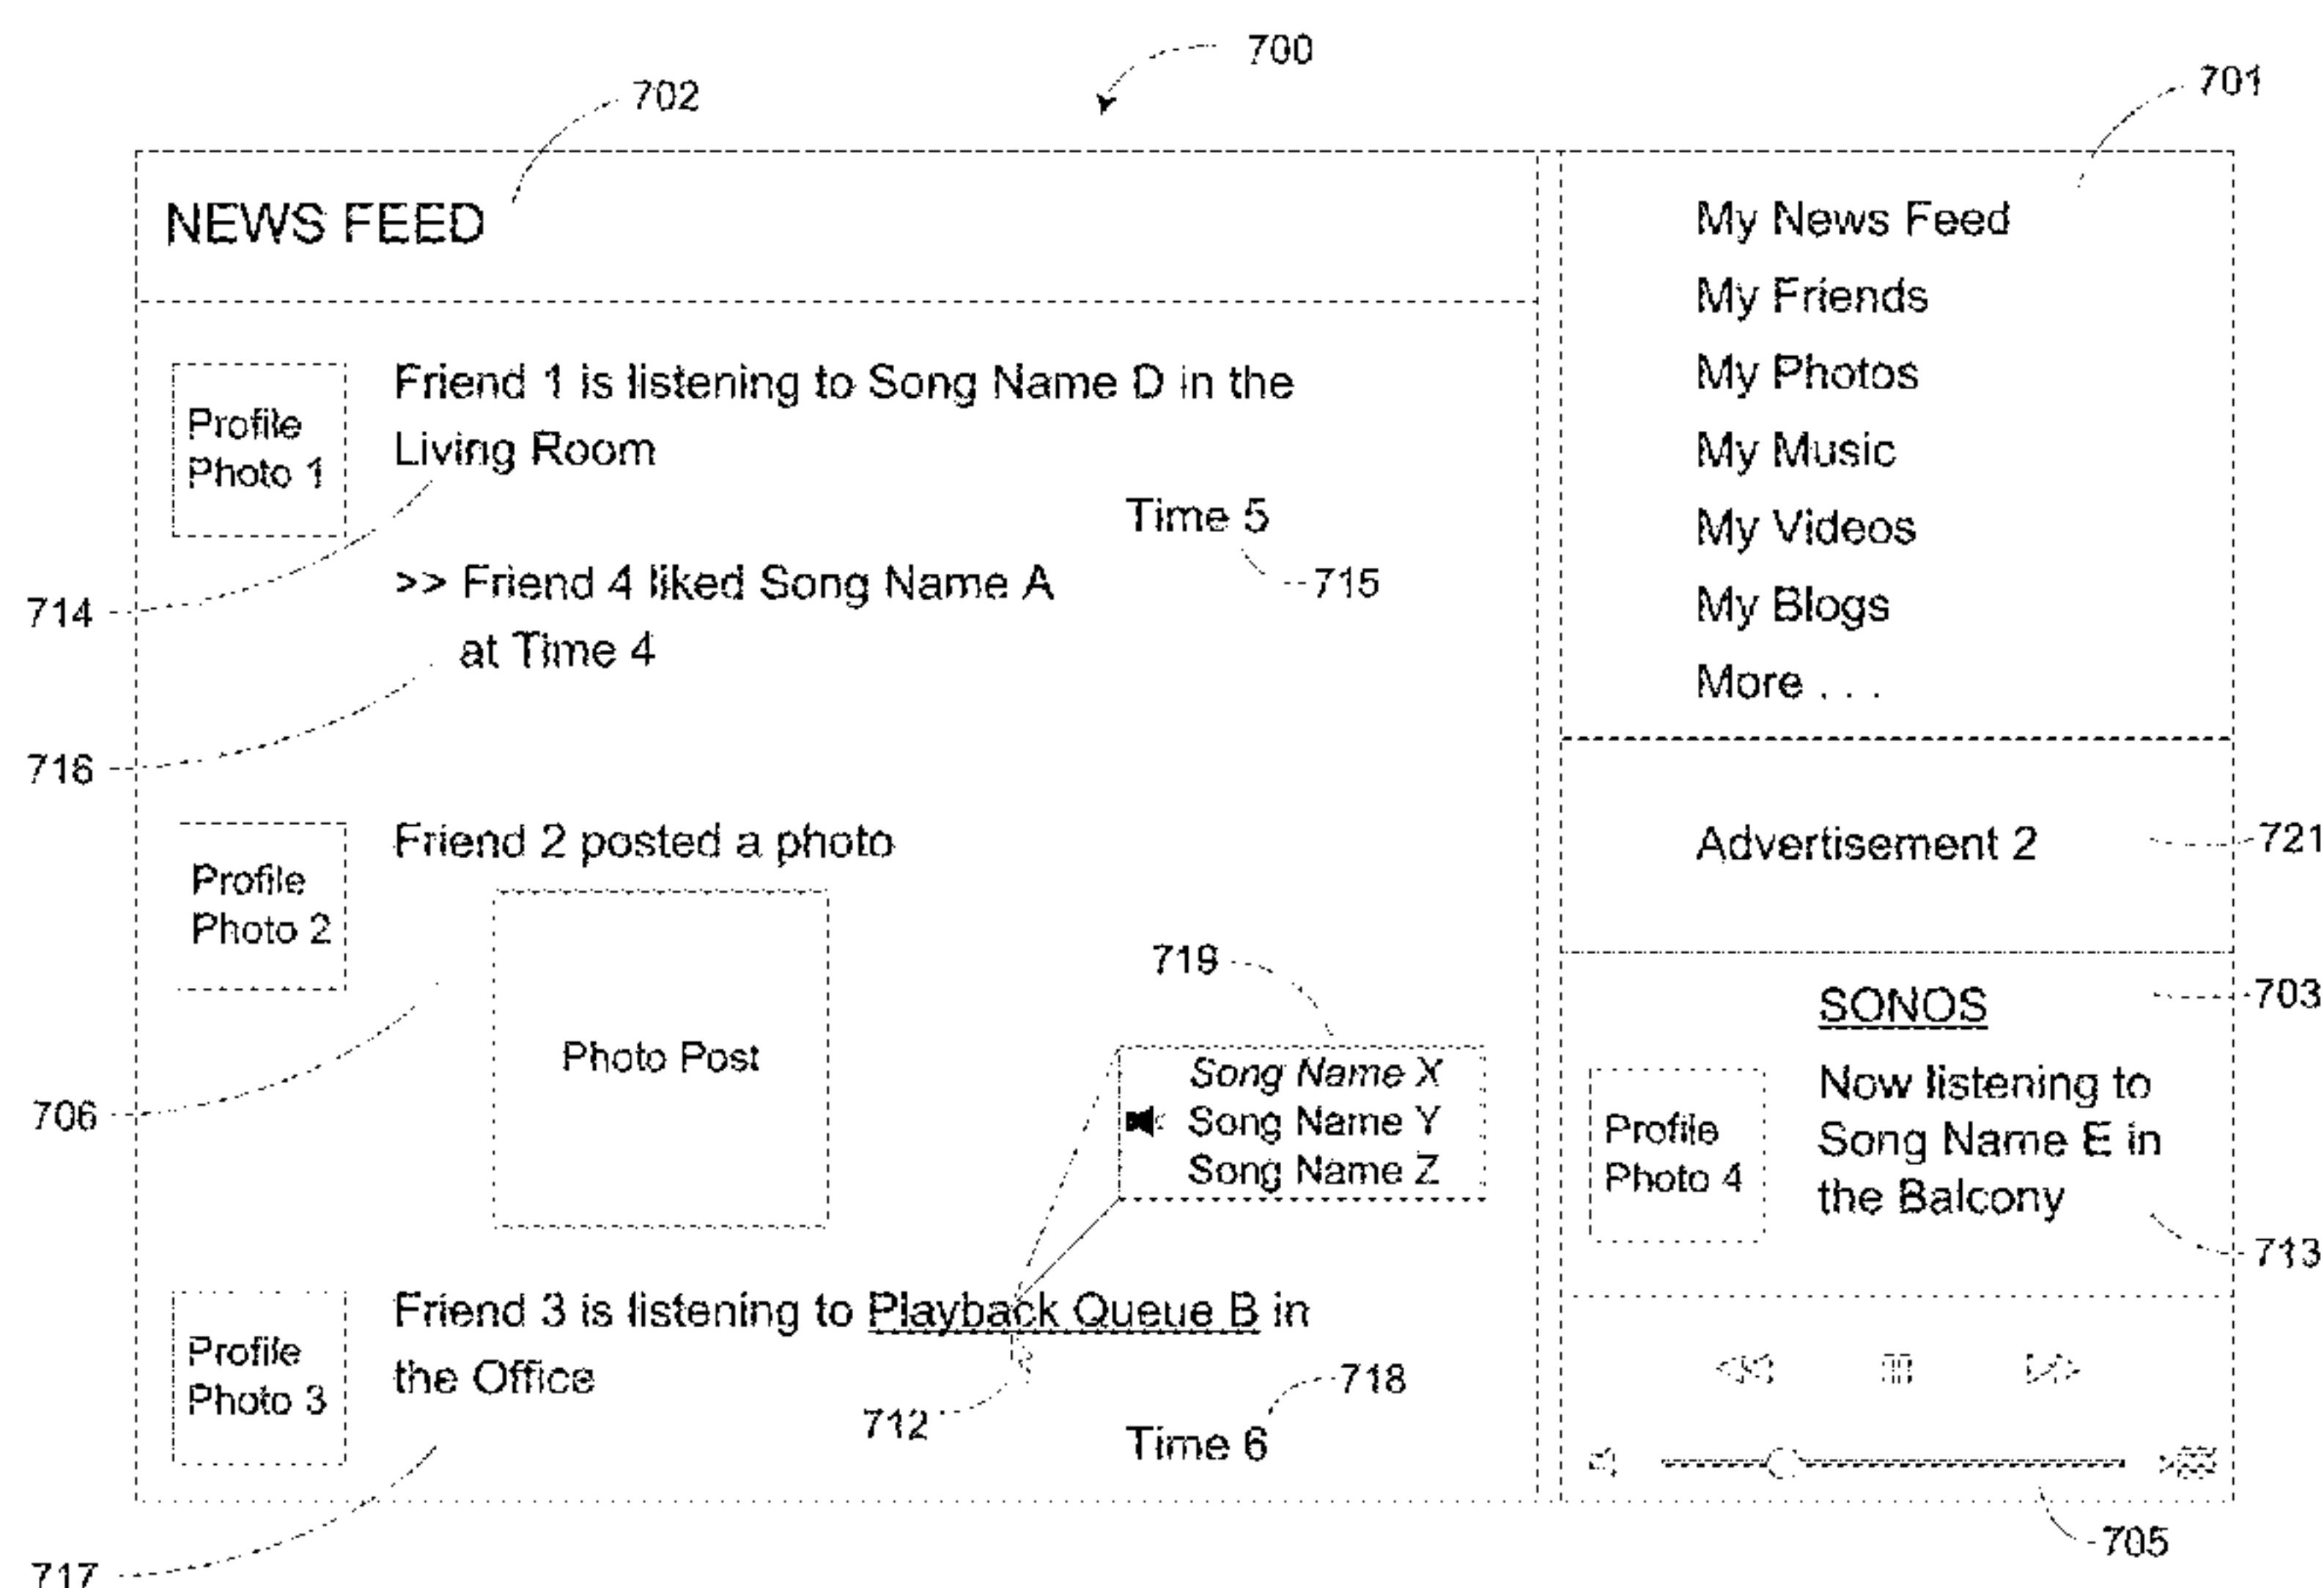 700
702
701
NEWS FEED
Profile
Photo 1
Friend 1 is listening to Song Name D in the
Living Room
Time 5
715
>> Friend 4 liked Song Name A
at Time 4
714
716
Profile
Photo 2
Friend 2 posted a photo
Photo Post
706
719
Song Name X
Song Name Y
Song Name Z
Profile
Photo 3
Friend 3 is listening to Playback Queue B in
the Office
712
718
Time 6
717
My News Feed
My Friends
My Photos
My Music
My Videos
My Blogs
More . . .
Advertisement 2
721
SONOS
703
Profile
Photo 4
Now listening to
Song Name E in
the Balcony
713
705